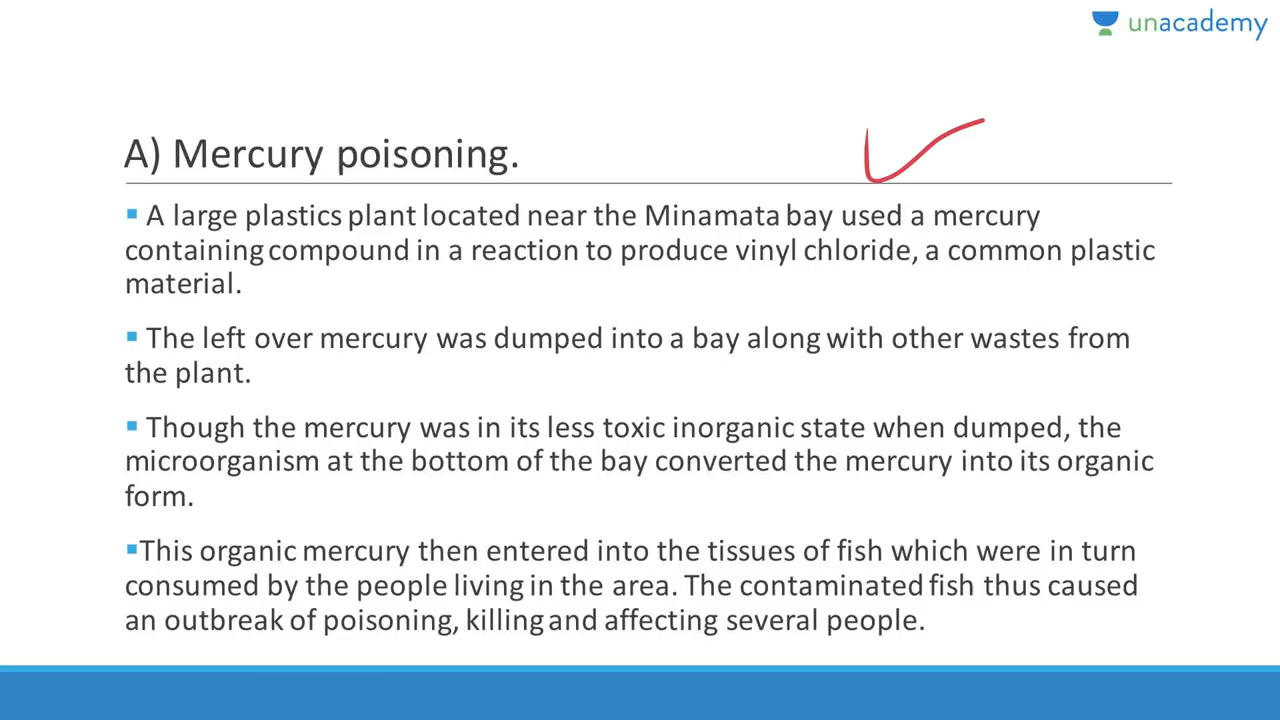 unacademy
A) Mercury poisoning.
▪ A large plastics plant located near the Minamata bay used a mercury
containing compound in a reaction to produce vinyl chloride, a common plastic
material.
▪ The left over mercury was dumped into a bay along with other wastes from
the plant.
▪ Though the mercury was in its less toxic inorganic state when dumped, the
microorganism at the bottom of the bay converted the mercury into its organic
form.
▪This organic mercury then entered into the tissues of fish which were in turn
consumed by the people living in the area. The contaminated fish thus caused
an outbreak of poisoning, killing and affecting several people.